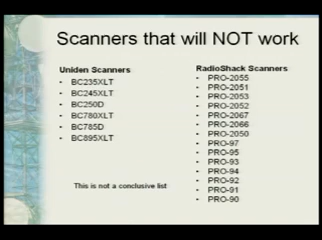 Scanners that will NOT work
Uniden Scanners
• BC235XLT
• BC245XLT
• BC250D
• BC780XLT
• BC785D
• BC895XLT
This is not a conclusive list
RadioShack Scanners
• PRO-2055
• PRO-2051
• PRO-2053
• PRO-2052
• PRO-2067
• PRO-2066
• PRO-2050
• PRO-97
• PRO-95
• PRO-93
• PRO-94
• PRO-92
• PRO-91
• PRO-90